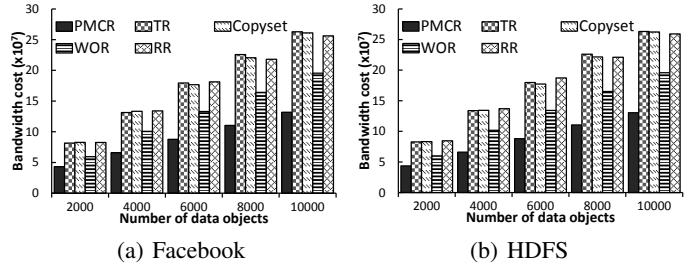 PMCR TR Copyset
WOR RR
Bandwidth cost (x10⁷)
30
25
20
15
10
5
0
2000 4000 6000 8000 10000
Number of data objects
(a) Facebook
PMCR TR Copyset
WOR RR
Bandwidth cost (x10⁷)
30
25
20
15
10
5
0
2000 4000 6000 8000 10000
Number of data objects
(b) HDFS